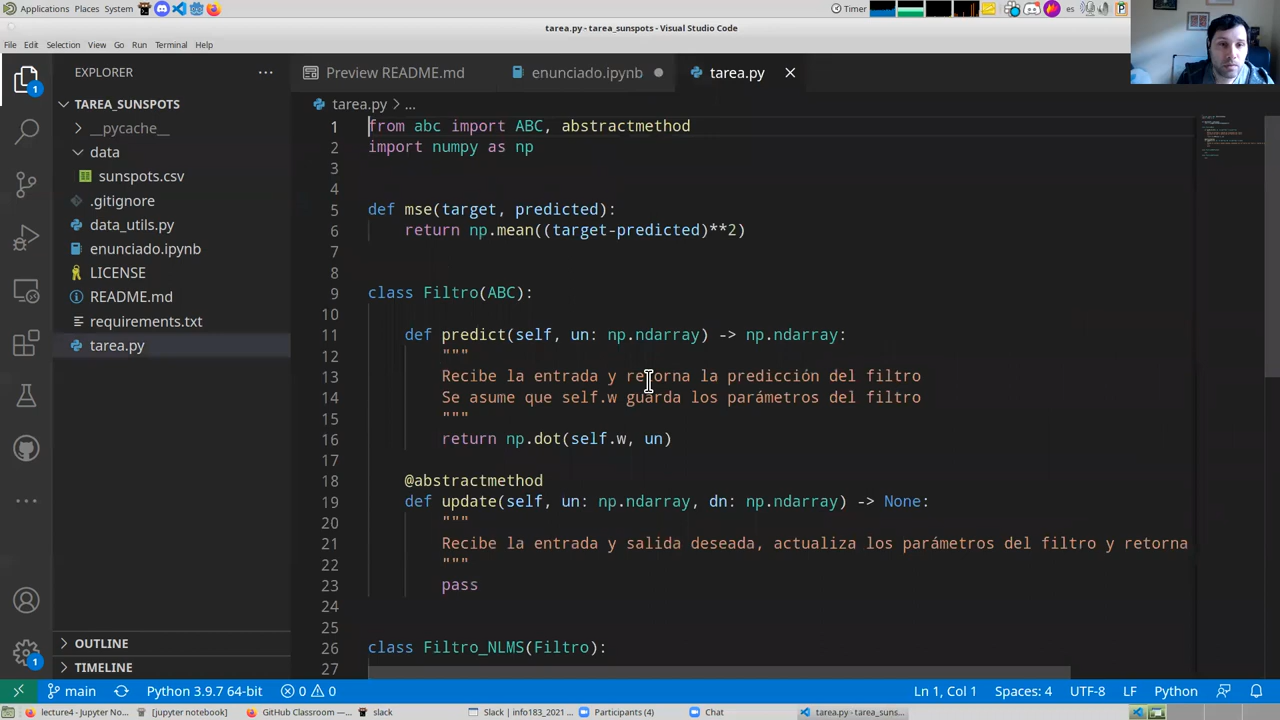 Applications Places System
Timer
es
tarea.py - tarea_sunspots - Visual Studio Code
File Edit Selection View Go Run Terminal Help
EXPLORER
Preview README.md
enunciado.ipynb
tarea.py
TAREA_SUNSPOTS
__pycache__
data
sunspots.csv
.gitignore
data_utils.py
enunciado.ipynb
LICENSE
README.md
requirements.txt
tarea.py
OUTLINE
TIMELINE
1
1
tarea.py > ...
1 from abc import ABC, abstractmethod
2 import numpy as np
3
4
5 def mse(target, predicted):
6 return np.mean((target-predicted)**2)
7
8
9 class Filtro(ABC):
10
11 def predict(self, un: np.ndarray) -> np.ndarray:
12 """
13 Recibe la entrada y retorna la predicción del filtro
14 Se asume que self.w guarda los parámetros del filtro
15 """
16 return np.dot(self.w, un)
17
18 @abstractmethod
19 def update(self, un: np.ndarray, dn: np.ndarray) -> None:
20 """
21 Recibe la entrada y salida deseada, actualiza los parámetros del filtro y retorna
22 """
23 pass
24
25
26 class Filtro_NLMS(Filtro):
27
main
Python 3.9.7 64-bit
0
0
Ln 1, Col 1
Spaces: 4
UTF-8
LF
Python
lecture4 - Jupyter No...
[jupyter notebook]
GitHub Classroom —...
slack
Slack | info183_2021 ...
Participants (4)
Chat
tarea.py - tarea_suns...